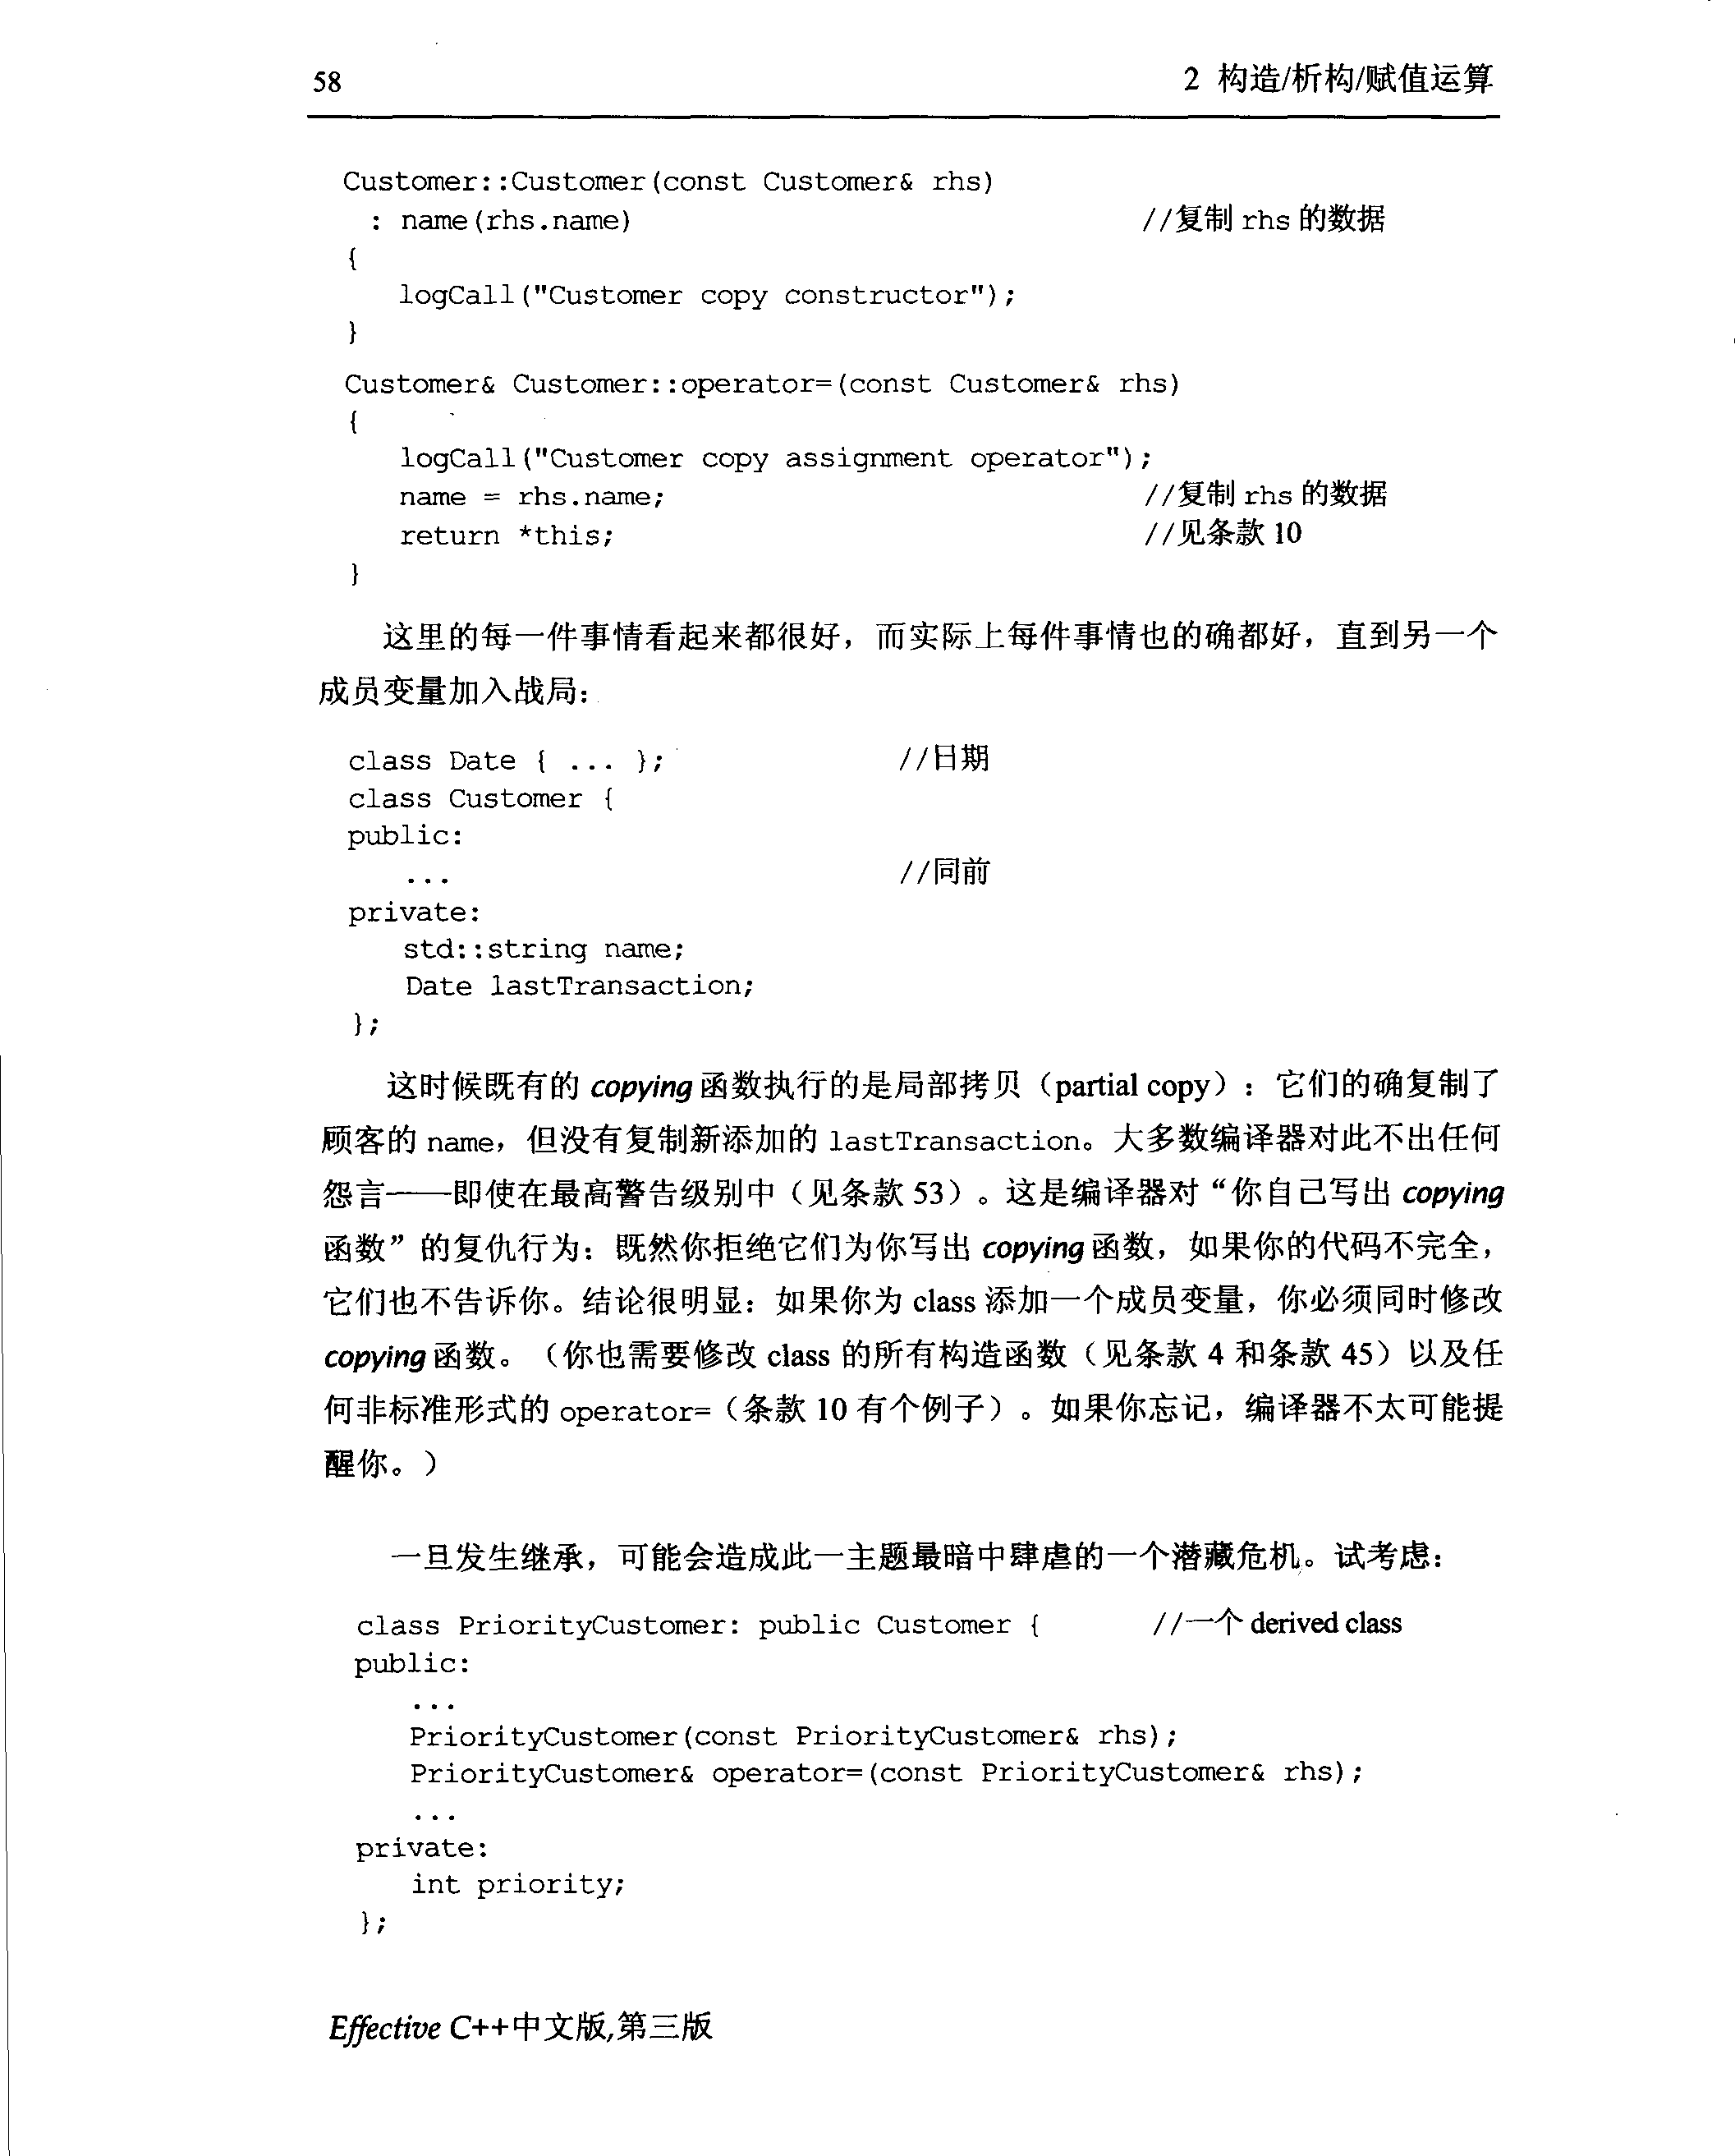 58
2 构造/析构/赋值运算
Customer::Customer(const Customer& rhs)
: name(rhs.name) //复制 rhs 的数据
{
logCall("Customer copy constructor");
}
Customer& Customer::operator=(const Customer& rhs)
{
logCall("Customer copy assignment operator");
name = rhs.name; //复制 rhs 的数据
return *this; //见条款 10
}
这里的每一件事情看起来都很好，而实际上每件事情也的确都好，直到另一个
成员变量加入战局：
class Date { ... }; //日期
class Customer {
public:
... //同前
private:
std::string name;
Date lastTransaction;
};
这时候既有的 copying 函数执行的是局部拷贝（partial copy）：它们的确复制了
顾客的 name，但没有复制新添加的 lastTransaction。大多数编译器对此不出任何
怨言——即使在最高警告级别中（见条款 53）。这是编译器对“你自己写出 copying
函数”的复仇行为：既然你拒绝它们为你写出 copying 函数，如果你的代码不完全，
它们也不告诉你。结论很明显：如果你为 class 添加一个成员变量，你必须同时修改
copying 函数。（你也需要修改 class 的所有构造函数（见条款 4 和条款 45）以及任
何非标准形式的 operator=（条款 10 有个例子）。如果你忘记，编译器不太可能提
醒你。）
一旦发生继承，可能会造成此一主题最暗中肆虐的一个潜藏危机。试考虑：
class PriorityCustomer: public Customer { //一个 derived class
public:
...
PriorityCustomer(const PriorityCustomer& rhs);
PriorityCustomer& operator=(const PriorityCustomer& rhs);
...
private:
int priority;
};
Effective C++中文版,第三版